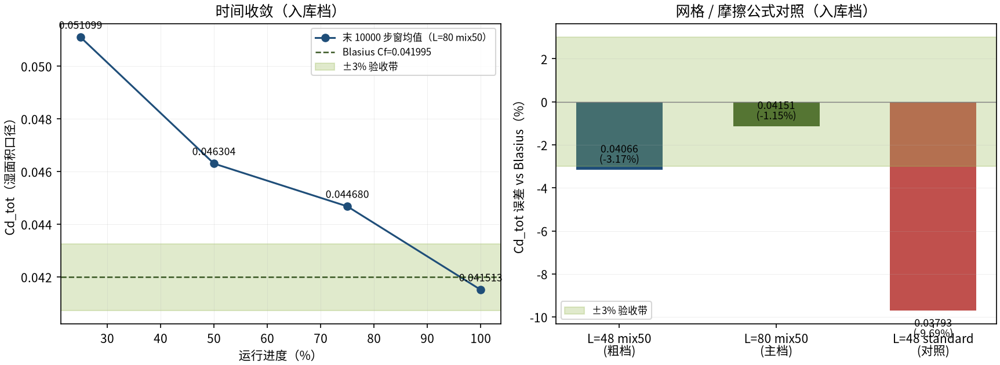 时间收敛（入库档）
0.051099
0.046304
0.044680
0.041513
末 10000 步窗均值（L=80 mix50）
Blasius Cf=0.041995
±3% 验收带
Cd_tot（湿面积口径）
0.050
0.048
0.046
0.044
0.042
30 40 50 60 70 80 90 100
运行进度（%）
网格 / 摩擦公式对照（入库档）
Cd_tot 误差 vs Blasius（%）
2
0
-2
-4
-6
-8
-10
0.04066
(-3.17%)
0.04151
(-1.15%)
0.03793
(-9.69%)
±3% 验收带
L=48 mix50
(粗档)
L=80 mix50
(主档)
L=48 standard
(对照)